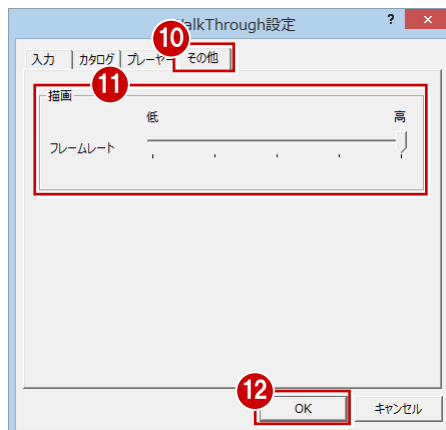 10
alkThrough設定 ? ×
入力 カタログ プレーヤー その他
11
描画
低 高
フレームレート
12
OK キャンセル